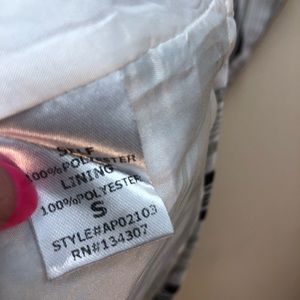 SELF
100%POLYESTER
LINING
100%POLYESTER
S
STYLE#AP02103
RN#134307